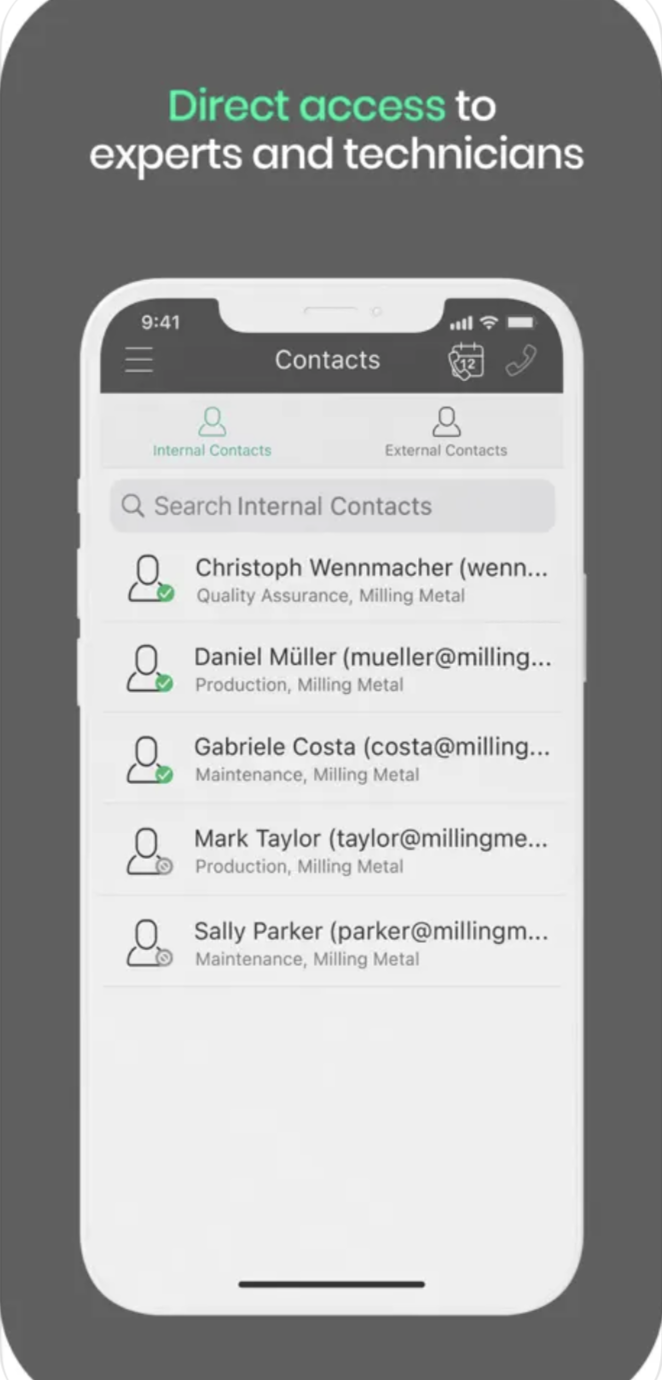 Direct access to
experts and technicians
9:41
Contacts
12
Internal Contacts
External Contacts
Search Internal Contacts
Christoph Wennmacher (wenn...
Quality Assurance, Milling Metal
Daniel Müller (mueller@milling...
Production, Milling Metal
Gabriele Costa (costa@milling...
Maintenance, Milling Metal
Mark Taylor (taylor@millingme...
Production, Milling Metal
Sally Parker (parker@millingm...
Maintenance, Milling Metal